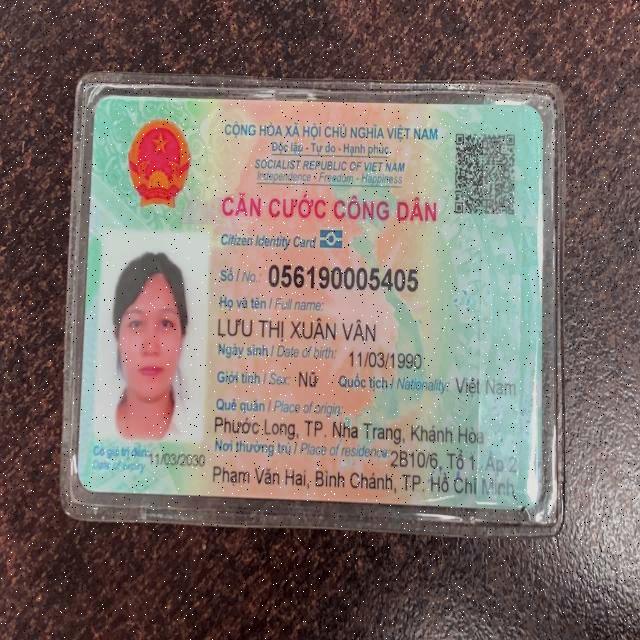 CỘNG HÒA XÃ HỘI CHỦ NGHĨA VIỆT NAM
Độc lập - Tự do - Hạnh phúc
SOCIALIST REPUBLIC OF VIET NAM
Independence - Freedom - Happiness
CĂN CƯỚC CÔNG DÂN
Citizen Identity Card
Số / No.: 056190005405
Họ và tên / Full name:
LƯU THỊ XUÂN VÂN
Ngày sinh / Date of birth: 11/03/1990
Giới tính / Sex: Nữ Quốc tịch / Nationality: Việt Nam
Quê quán / Place of origin:
Phước Long, TP. Nha Trang, Khánh Hòa
Nơi thường trú / Place of residence: 2B10/6, Tổ 1, Ấp 2
Phạm Văn Hai, Bình Chánh, TP. Hồ Chí Minh
Có giá trị đến: 11/03/2030
Date of expiry